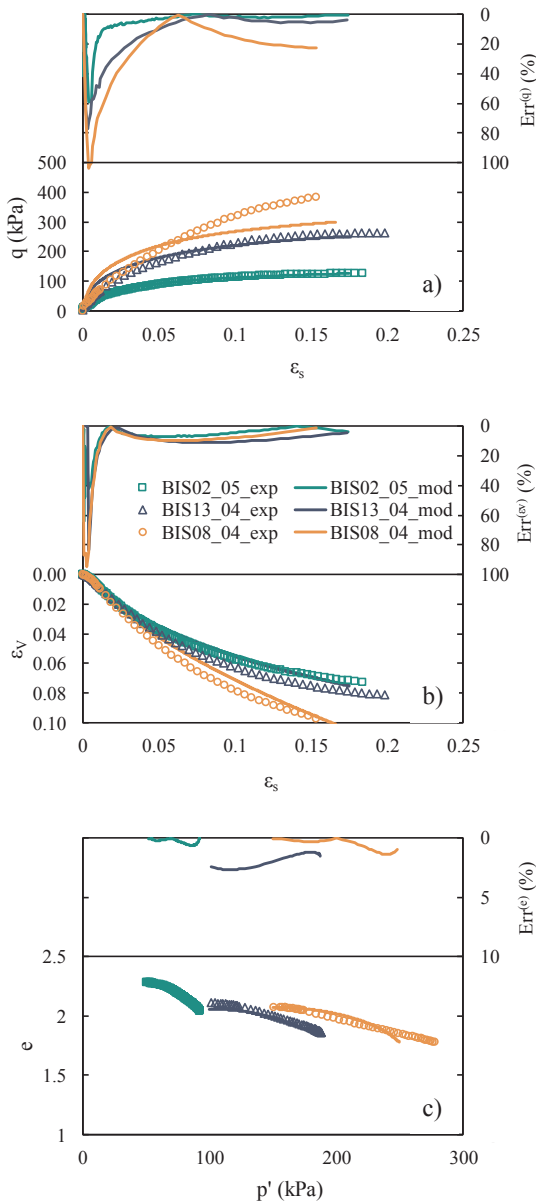 0
20
40
60
80
100
Err(q) (%)
500
400
300
200
100
0
q (kPa)
a)
0 0.05 0.1 0.15 0.2 0.25
εs
0
20
40
60
80
100
Err(εv) (%)
BIS02_05_exp BIS02_05_mod
BIS13_04_exp BIS13_04_mod
BIS08_04_exp BIS08_04_mod
0.00
0.02
0.04
0.06
0.08
0.10
εV
b)
0 0.05 0.1 0.15 0.2 0.25
εs
0
5
10
Err(e) (%)
2.5
2
1.5
1
e
c)
0 100 200 300
p' (kPa)